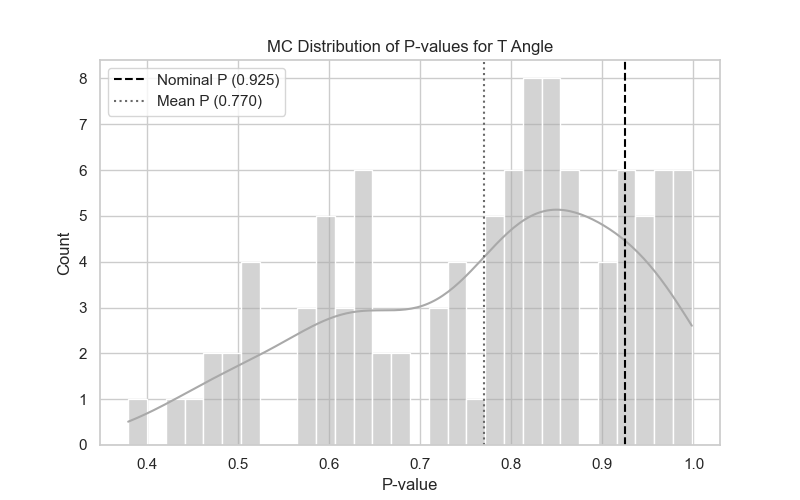 MC Distribution of P-values for T Angle
Nominal P (0.925)
Mean P (0.770)
8
7
6
5
4
3
2
1
0
Count
0.4 0.5 0.6 0.7 0.8 0.9 1.0
P-value